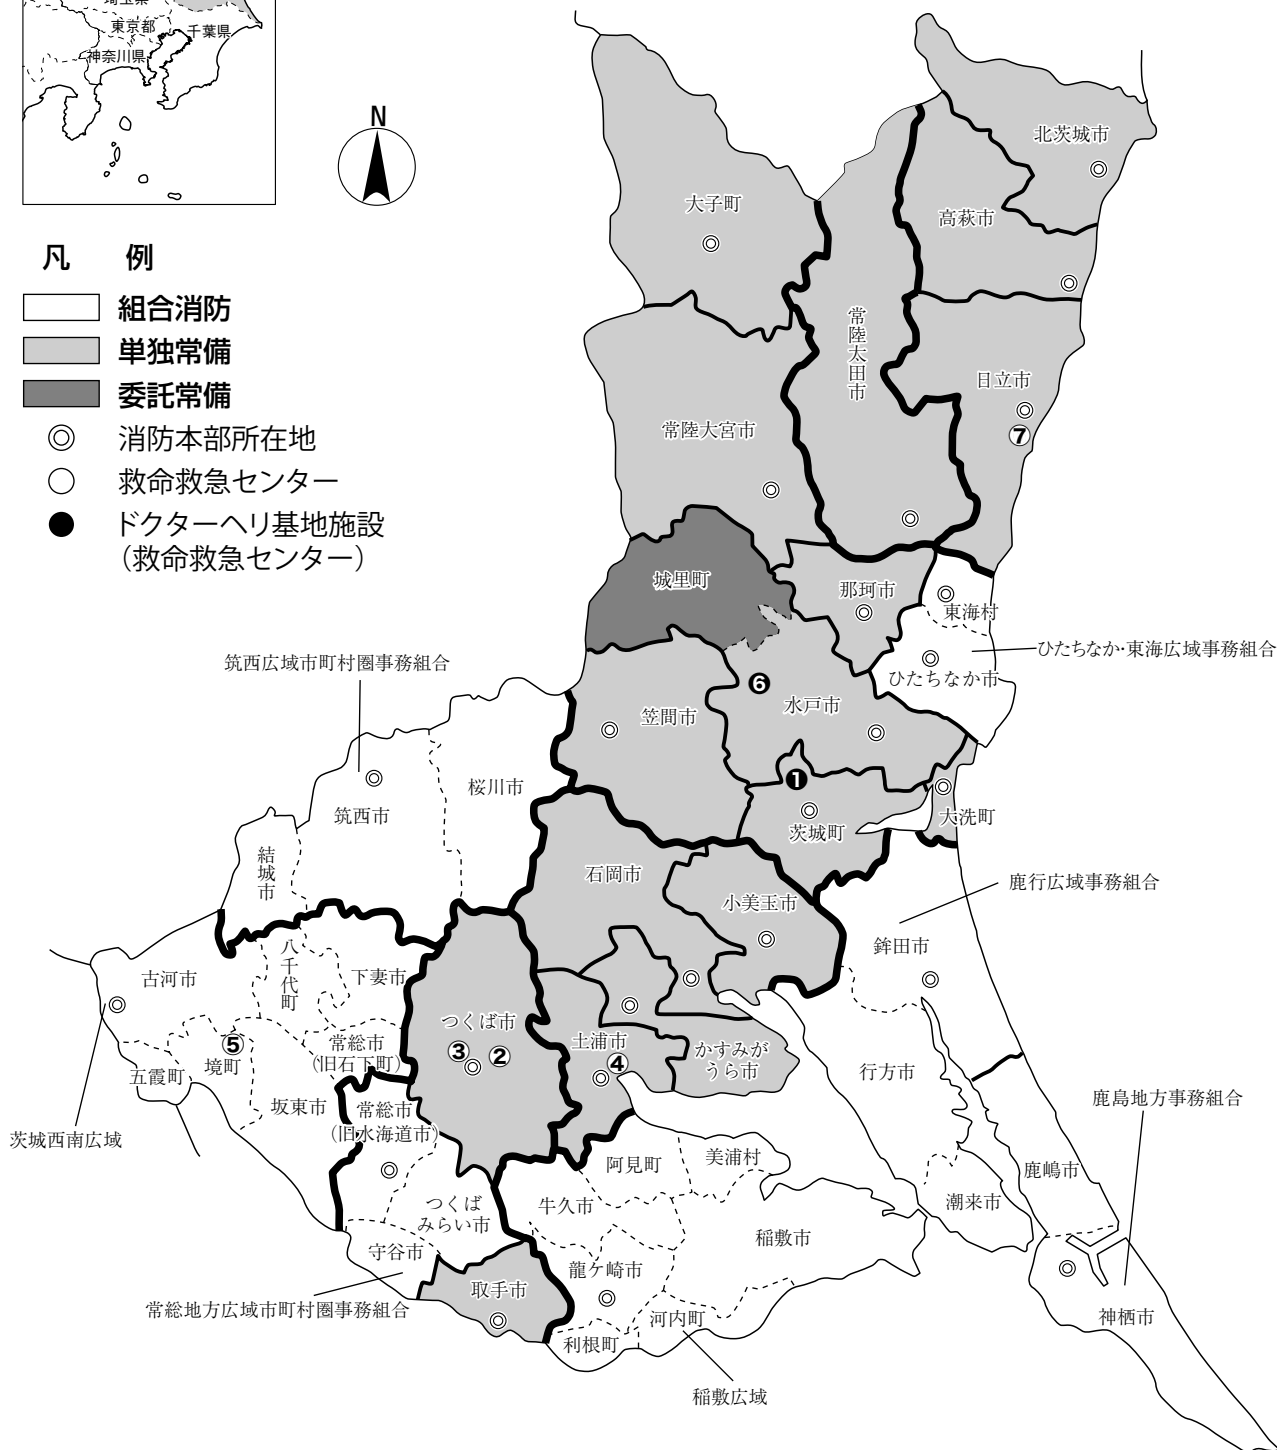 埼玉県
東京都
千葉県
神奈川県
N
凡　例
組合消防
単独常備
委託常備
消防本部所在地
救命救急センター
ドクターヘリ基地施設
（救命救急センター）
北茨城市
大子町
高萩市
常陸太田市
日立市
⑦
常陸大宮市
城里町
那珂市
東海村
ひたちなか・東海広域事務組合
ひたちなか市
筑西広域市町村圏事務組合
❻
水戸市
笠間市
桜川市
筑西市
❶
茨城町
大洗町
結城市
石岡市
小美玉市
鹿行広域事務組合
鉾田市
古河市
八千代町
下妻市
つくば市
③
②
土浦市
④
かすみが
うら市
⑤
境町
常総市
（旧石下町）
五霞町
坂東市
行方市
常総市
（旧水海道市）
鹿島地方事務組合
茨城西南広域
阿見町
美浦村
鹿嶋市
潮来市
牛久市
つくば
みらい市
稲敷市
守谷市
龍ケ崎市
取手市
常総地方広域市町村圏事務組合
河内町
利根町
神栖市
稲敷広域